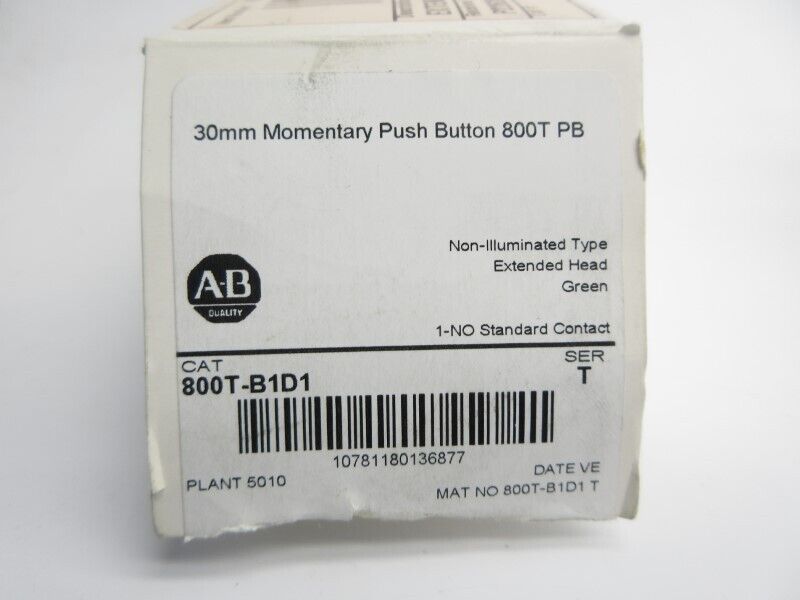 30mm Momentary Push Button 800T PB
Non-Illuminated Type
Extended Head
Green
A-B
QUALITY
1-NO Standard Contact
CAT
SER
800T-B1D1
T
10781180136877
PLANT 5010
DATE VE
MAT NO 800T-B1D1 T